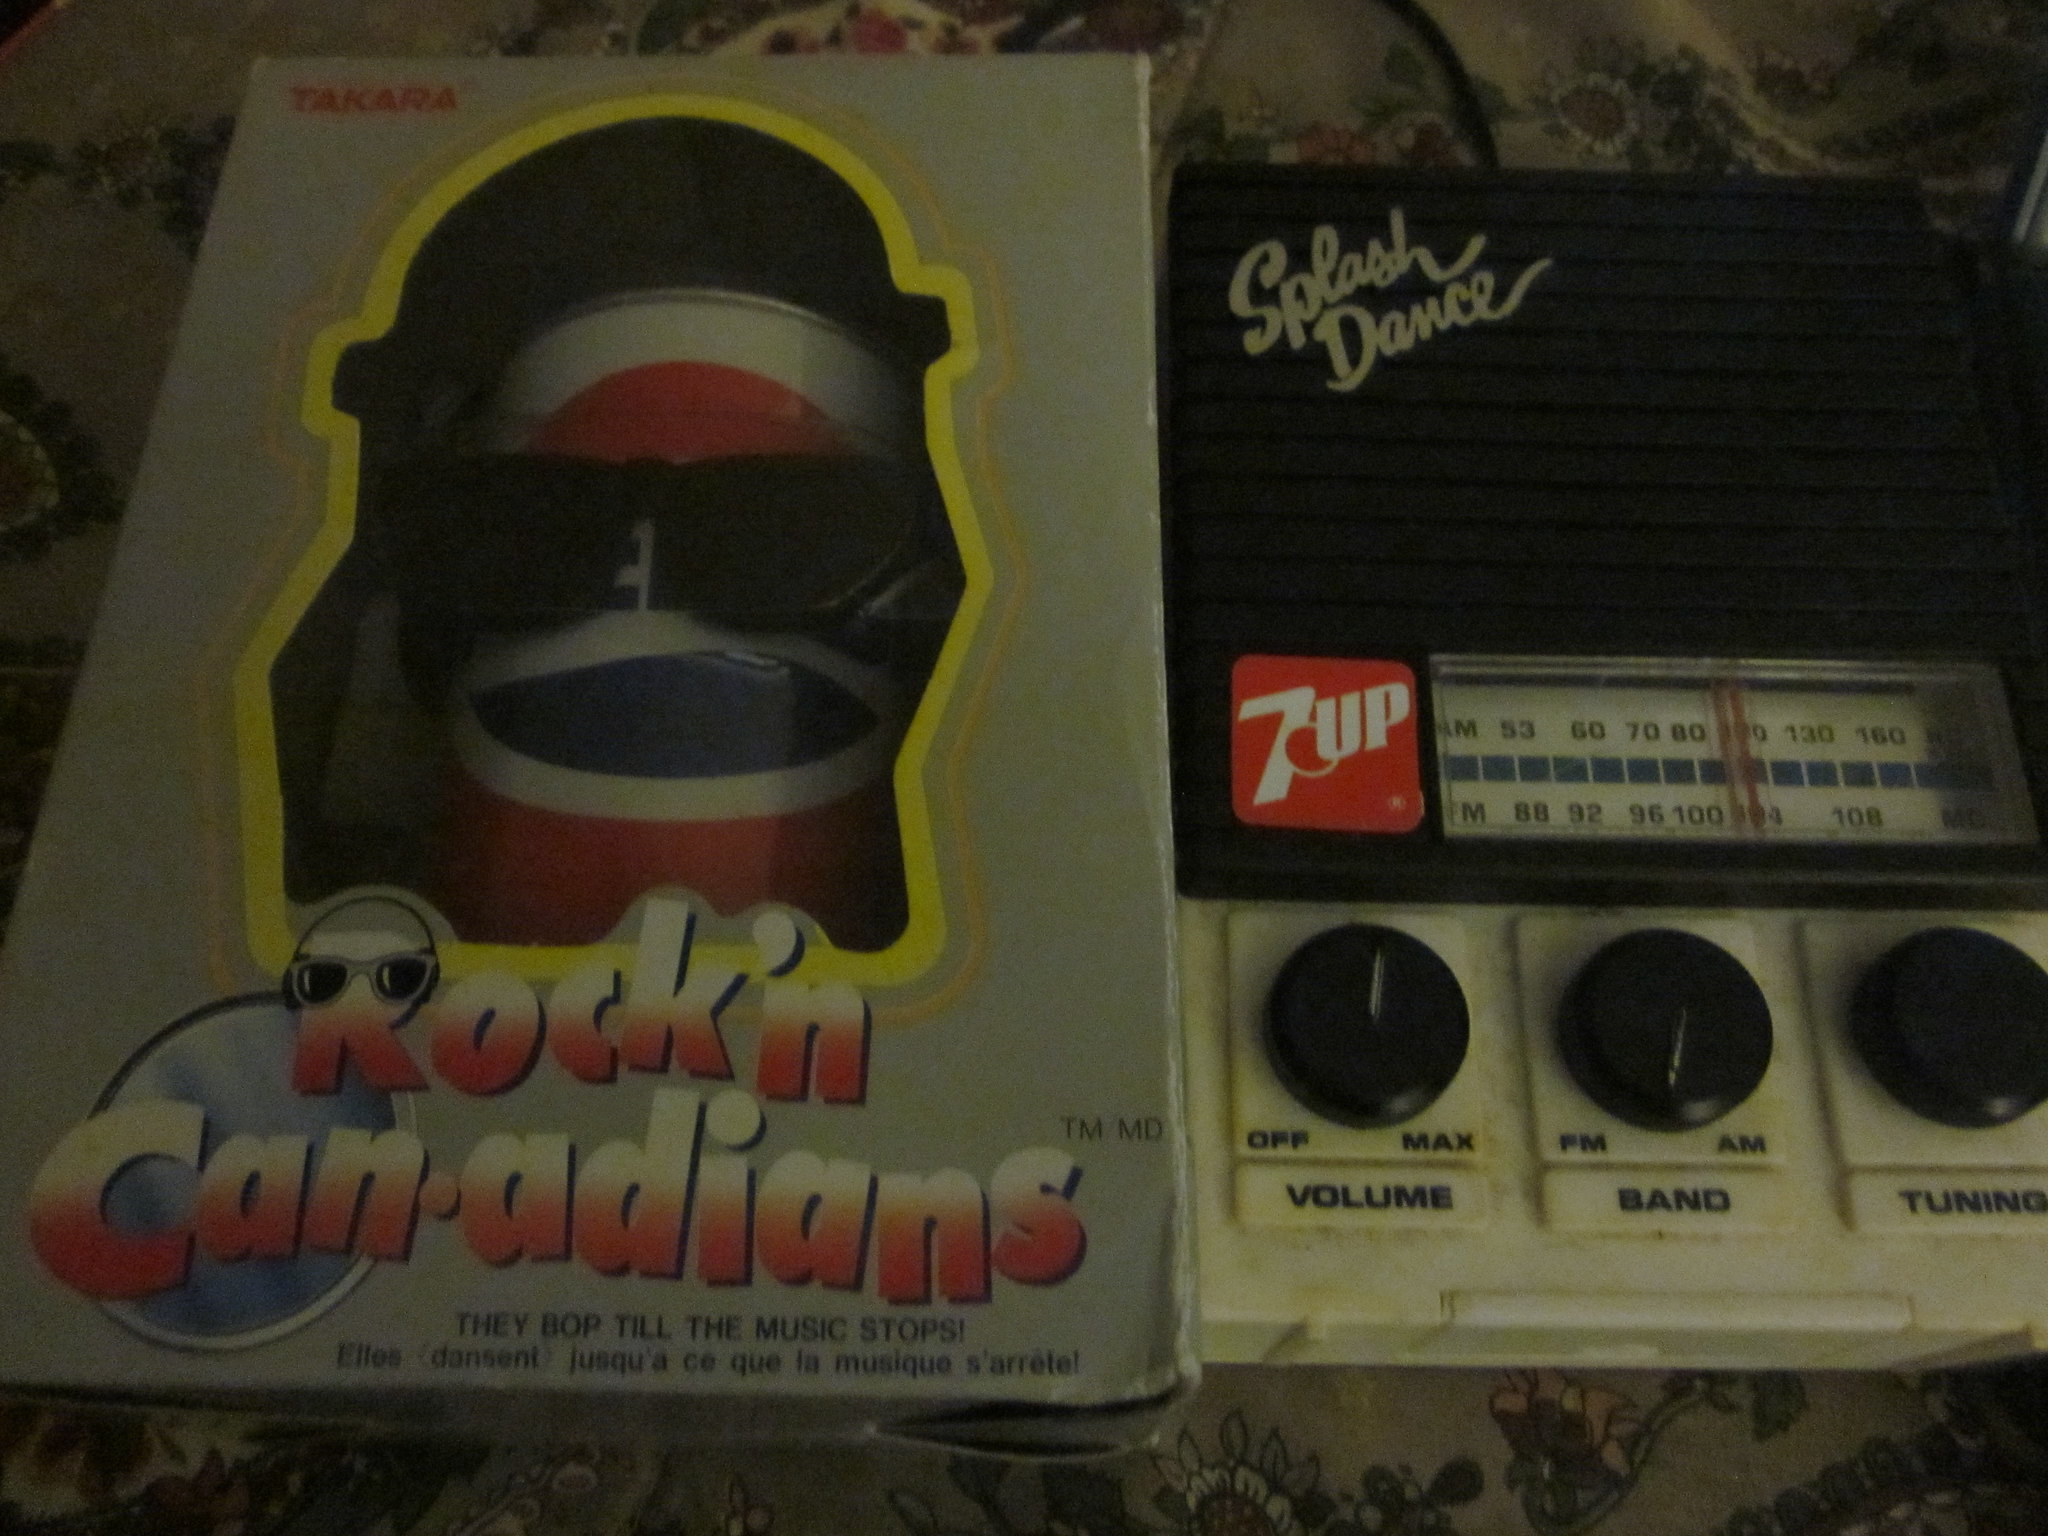 TAKARA
Rock'n
Can·adians
TM/MD
THEY BOP TILL THE MUSIC STOPS!
Elles (dansent) jusqu'a ce que la musique s'arrête!
Splash
Dance
7UP
®
AM 53 60 70 80 130 160
FM 88 92 96 100 104 108
OFF MAX
FM AM
VOLUME BAND TUNING